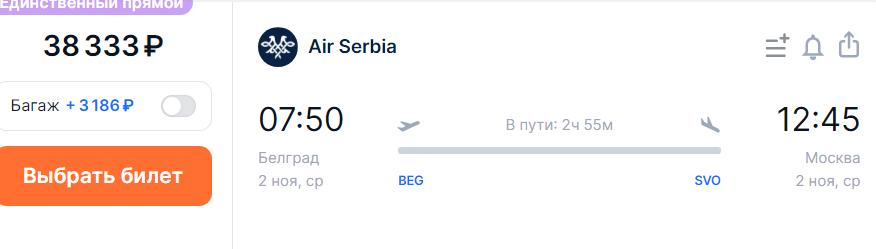 Единственный прямой
38 333 ₽
Багаж + 3 186 ₽
Выбрать билет
Air Serbia
07:50
В пути: 2ч 55м
12:45
Белград
Москва
2 ноя, ср
2 ноя, ср
BEG
SVO